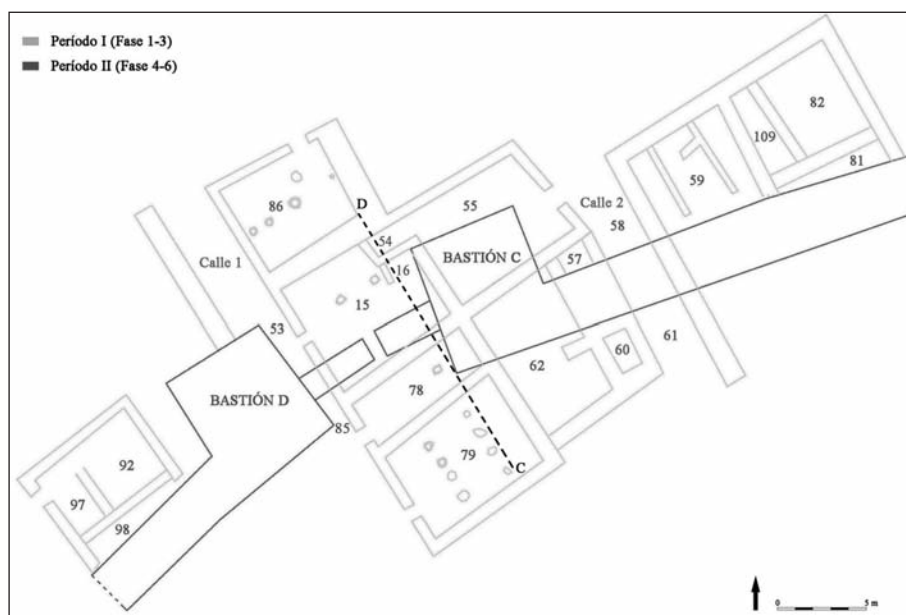 Período I (Fase 1-3)
Período II (Fase 4-6)
82
109
81
59
86
D
55
Calle 2
58
54
Calle 1
16
BASTIÓN C
57
15
53
61
60
62
BASTIÓN D
78
85
79
C
92
97
98
0 5 m